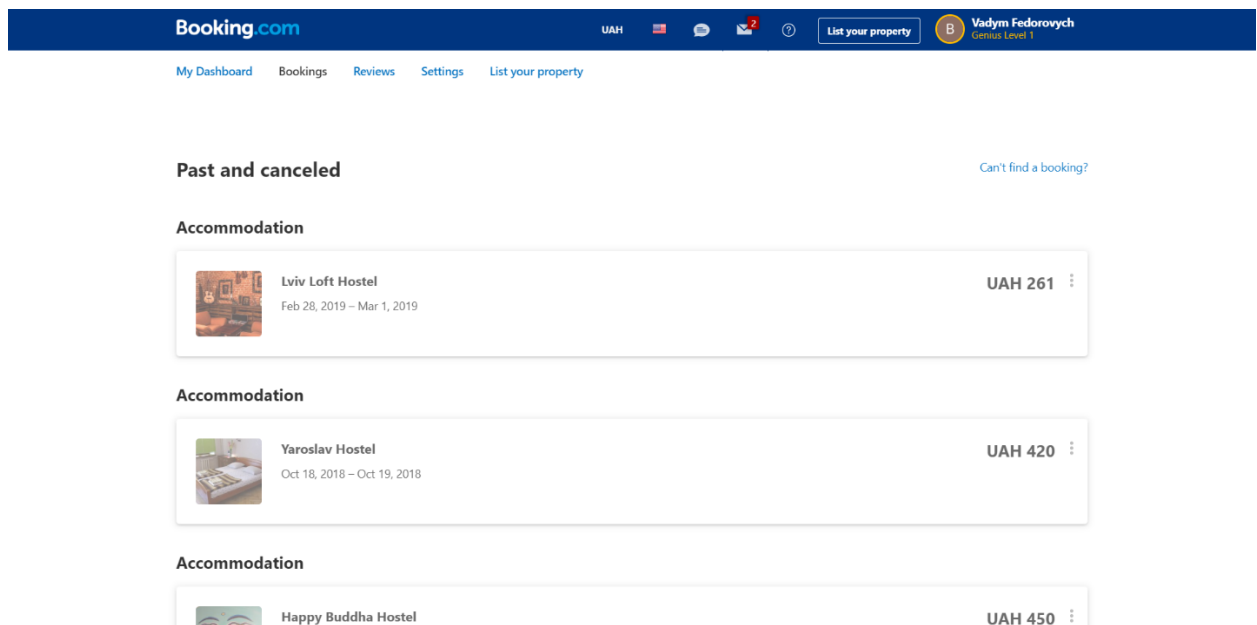 Booking.com UAH 2 List your property B Vadym Fedorovych
Genius Level 1
My Dashboard Bookings Reviews Settings List your property
Past and canceled Can't find a booking?
Accommodation
Lviv Loft Hostel UAH 261
Feb 28, 2019 – Mar 1, 2019
Accommodation
Yaroslav Hostel UAH 420
Oct 18, 2018 – Oct 19, 2018
Accommodation
Happy Buddha Hostel UAH 450